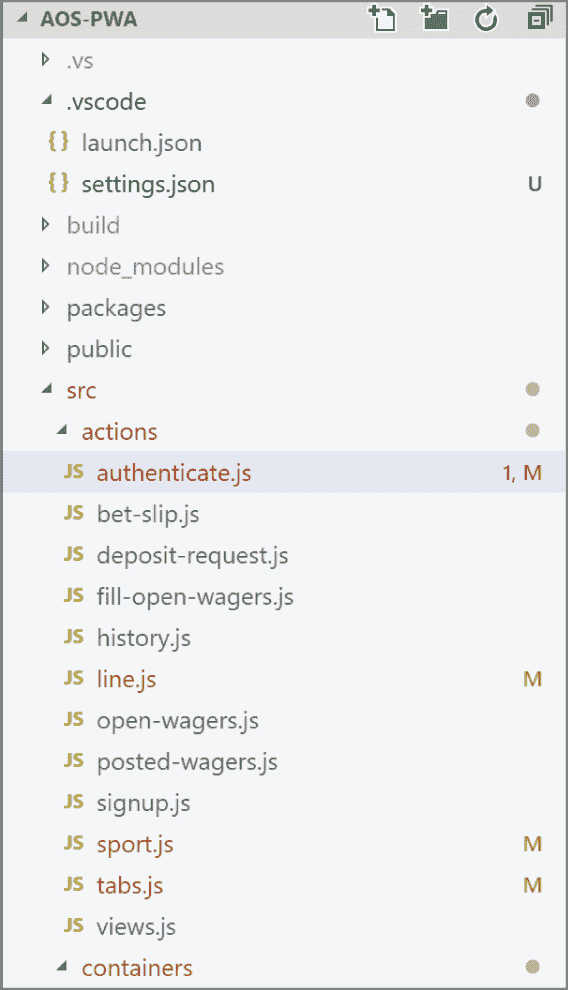 AOS-PWA
.vs
.vscode
{} launch.json
{} settings.json U
build
node_modules
packages
public
src
actions
JS authenticate.js 1, M
JS bet-slip.js
JS deposit-request.js
JS fill-open-wagers.js
JS history.js
JS line.js M
JS open-wagers.js
JS posted-wagers.js
JS signup.js
JS sport.js M
JS tabs.js M
JS views.js
containers